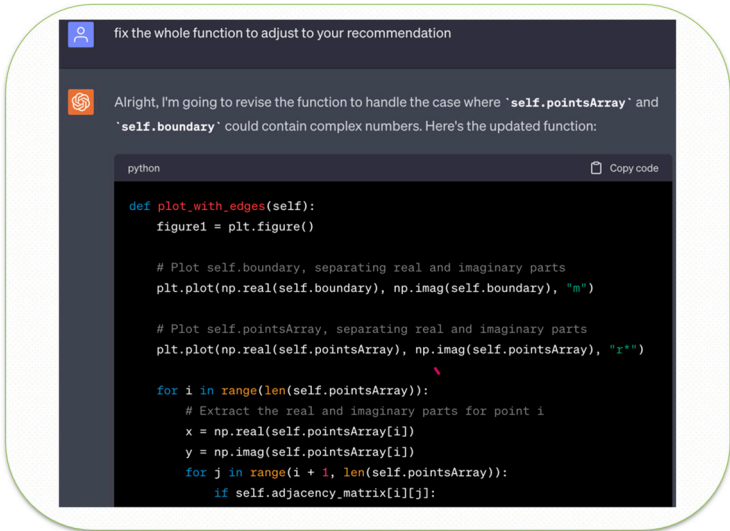 fix the whole function to adjust to your recommendation
Alright, I'm going to revise the function to handle the case where `self.pointsArray` and
`self.boundary` could contain complex numbers. Here's the updated function:
python Copy code
def plot_with_edges(self):
    figure1 = plt.figure()
    # Plot self.boundary, separating real and imaginary parts
    plt.plot(np.real(self.boundary), np.imag(self.boundary), "m")
    # Plot self.pointsArray, separating real and imaginary parts
    plt.plot(np.real(self.pointsArray), np.imag(self.pointsArray), "r*")
    for i in range(len(self.pointsArray)):
        # Extract the real and imaginary parts for point i
        x = np.real(self.pointsArray[i])
        y = np.imag(self.pointsArray[i])
        for j in range(i + 1, len(self.pointsArray)):
            if self.adjacency_matrix[i][j]: